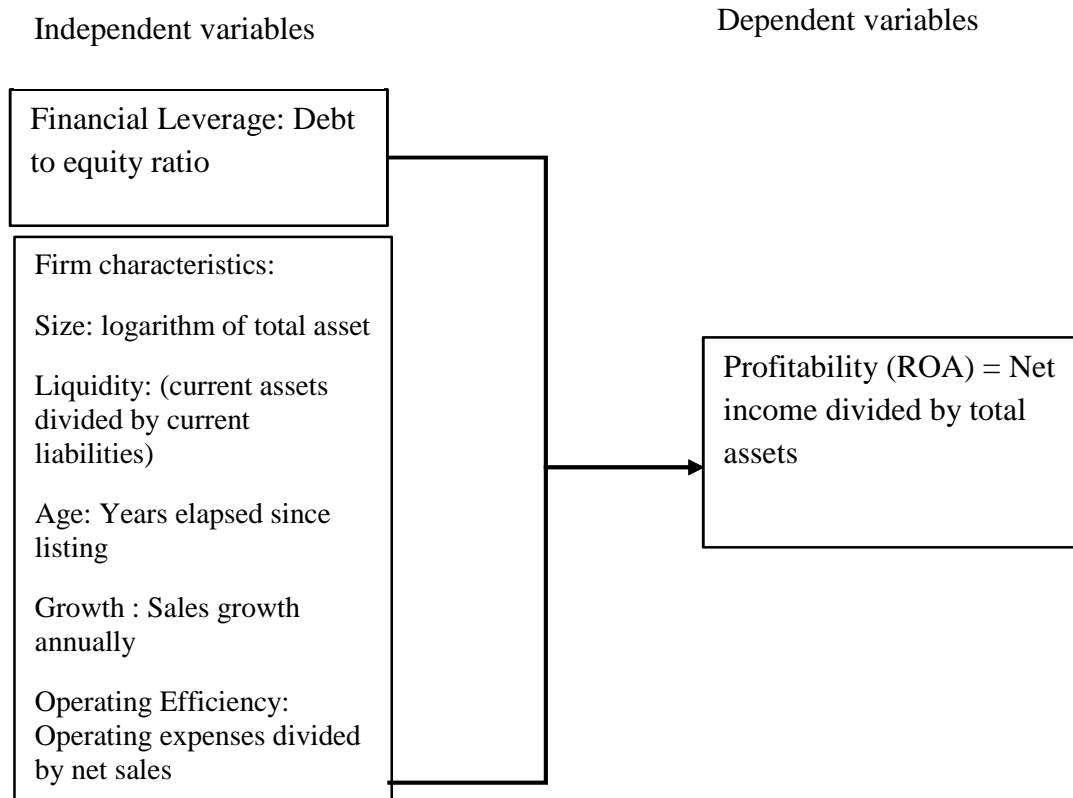 Independent variables
Dependent variables
Financial Leverage: Debt
to equity ratio
Firm characteristics:
Size: logarithm of total asset
Liquidity: (current assets
divided by current
liabilities)
Age: Years elapsed since
listing
Growth : Sales growth
annually
Operating Efficiency:
Operating expenses divided
by net sales
Profitability (ROA) = Net
income divided by total
assets